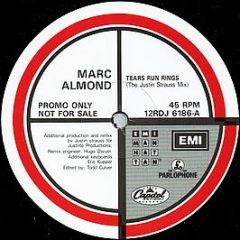 MARC
ALMOND
TEARS RUN RINGS
(The Justin Strauss Mix)
PROMO ONLY
NOT FOR SALE
45 RPM
12RDJ 6186-A
Additional production and remix
by Justin strauss for
Justrite Productions.
Remix engineer: Hugo Dwyer.
Additional keyboards
Eric Kupper
Edited by: Todd Culver
EMI
MAN
HAT
TAN
EMI
PARLOPHONE
Capitol